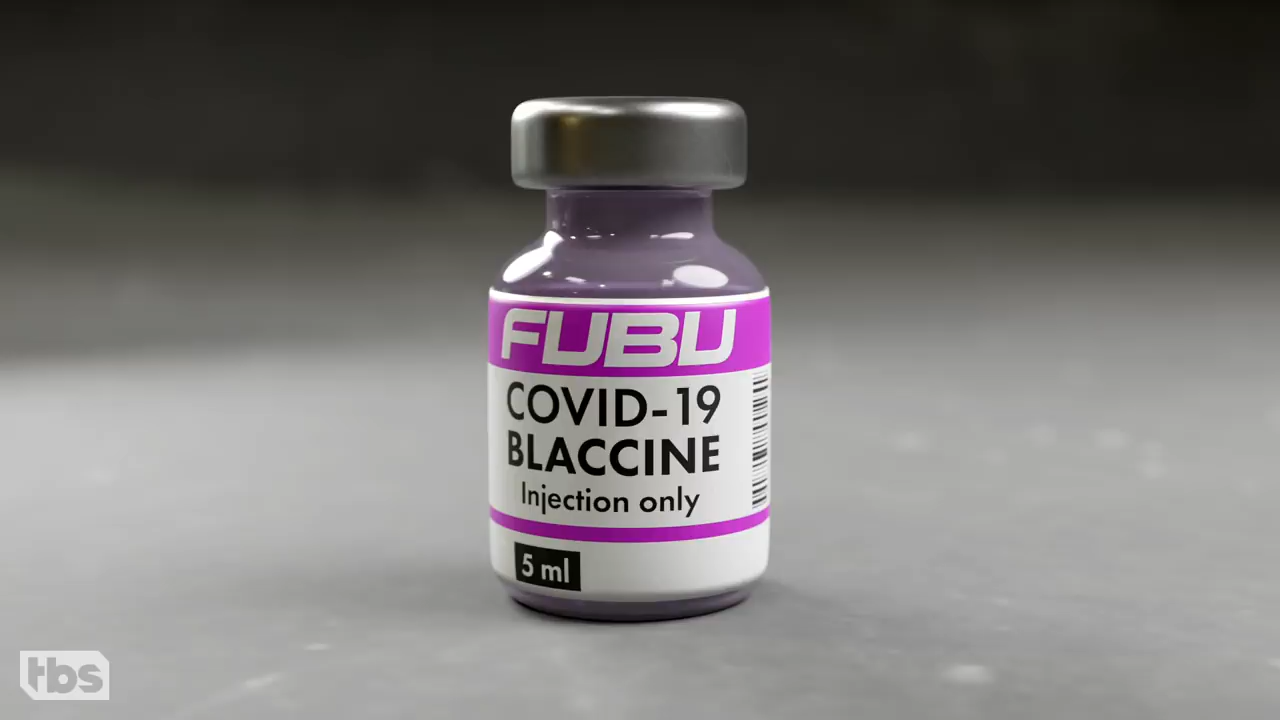 FUBU
COVID-19
BLACCINE
Injection only
5 ml
tbs